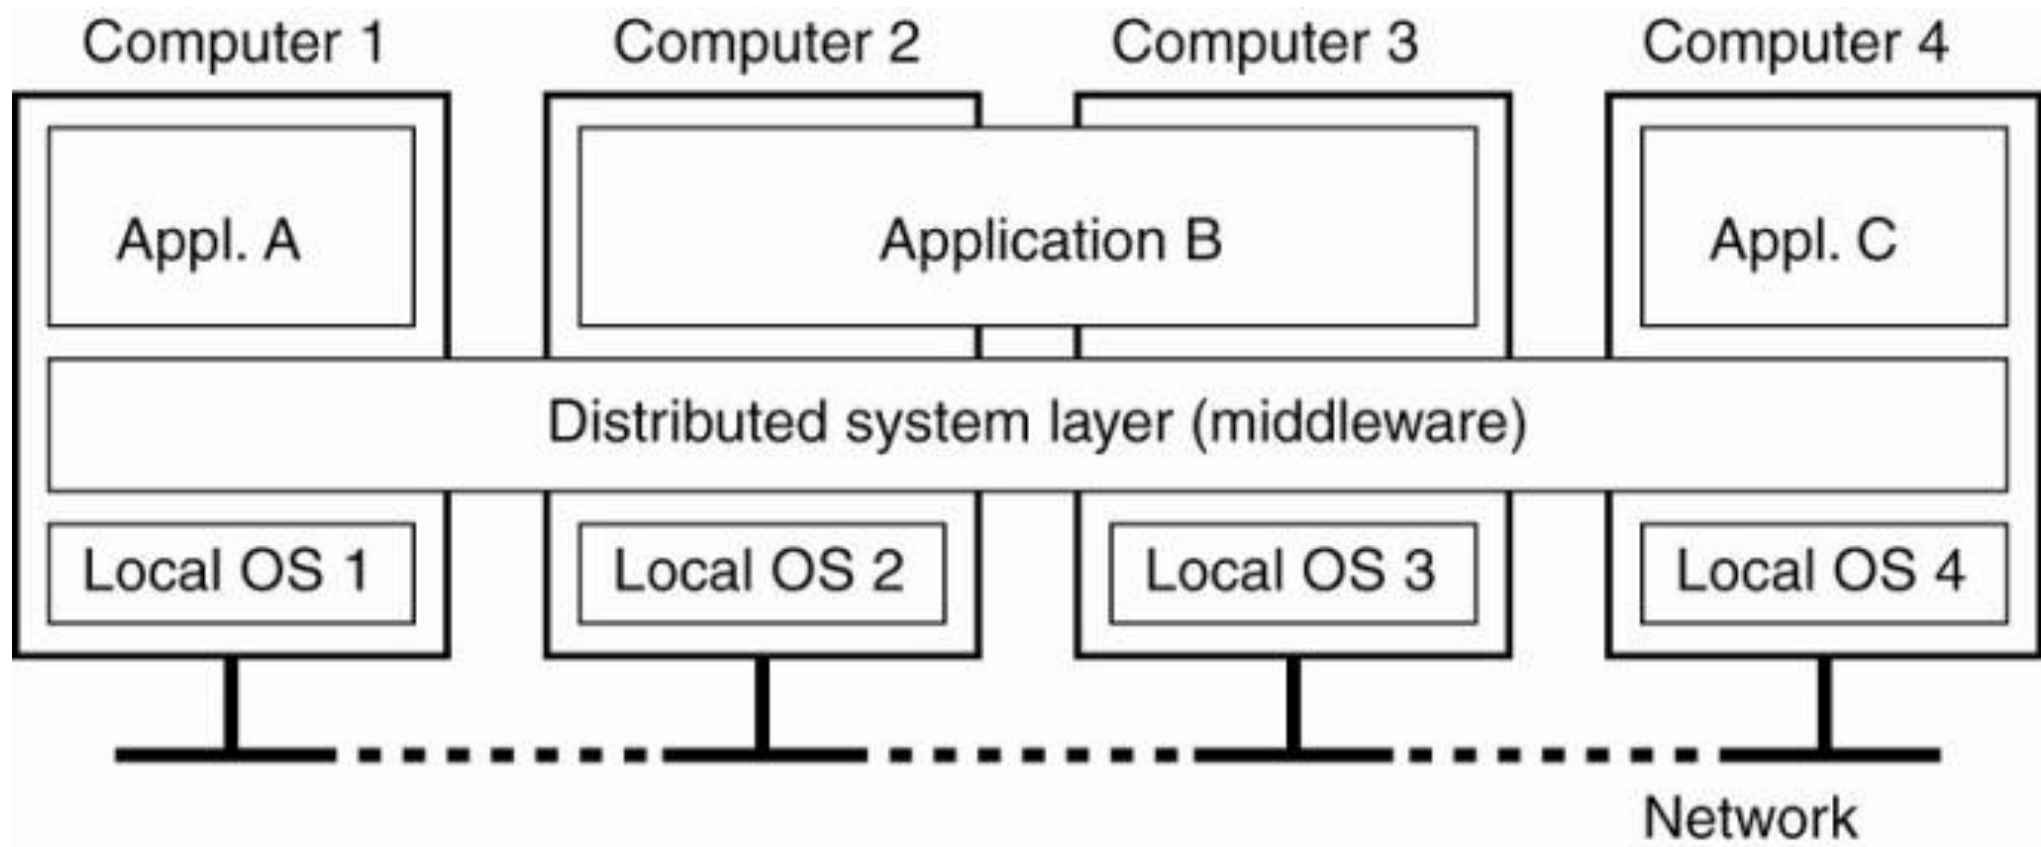 Computer 1
Computer 2
Computer 3
Computer 4
Appl. A
Application B
Appl. C
Distributed system layer (middleware)
Local OS 1
Local OS 2
Local OS 3
Local OS 4
Network